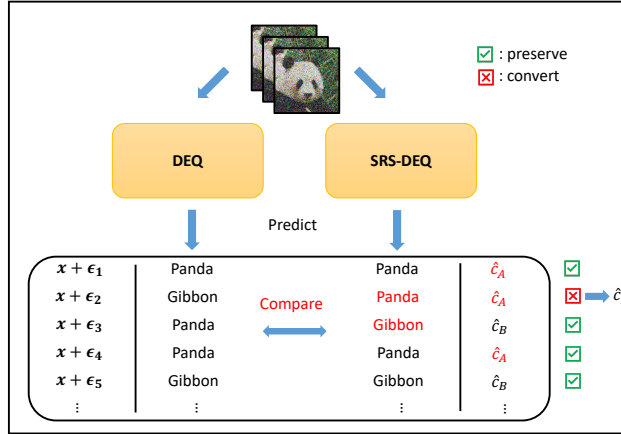 : preserve
: convert
DEQ
SRS-DEQ
Predict
x + ϵ₁ Panda Panda ĉ_A
x + ϵ₂ Gibbon Panda ĉ_A ĉ
Compare
x + ϵ₃ Panda Gibbon ĉ_B
x + ϵ₄ Panda Panda ĉ_A
x + ϵ₅ Gibbon Gibbon ĉ_B
⋮ ⋮ ⋮ ⋮